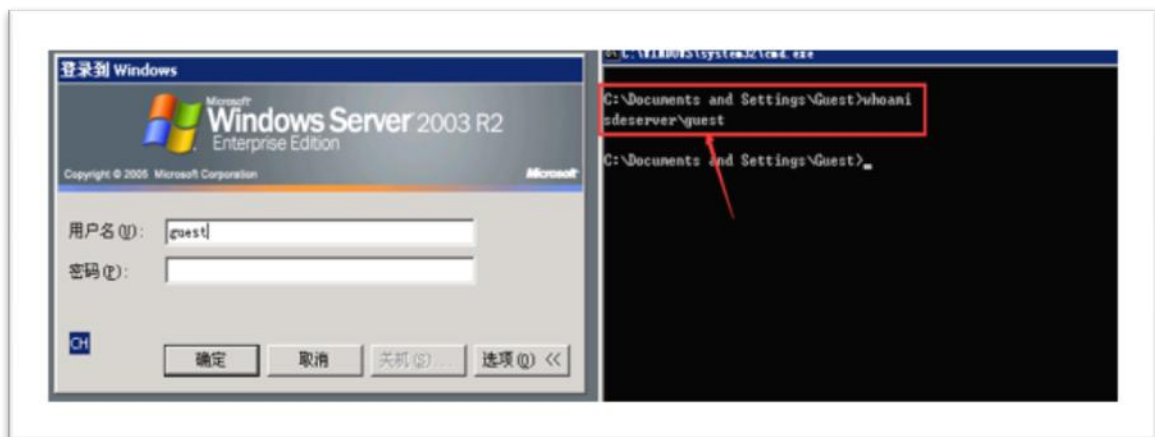 登录到 Windows
Microsoft
Windows Server 2003 R2
Enterprise Edition
Copyright © 2005 Microsoft Corporation
Microsoft
用户名(U):
guest
密码(P):
CH
确定
取消
关机(S)...
选项(O) <<
C:\WINDOWS\system32\cmd.exe
C:\Documents and Settings\Guest>whoami
sdeserver\guest
C:\Documents and Settings\Guest>_